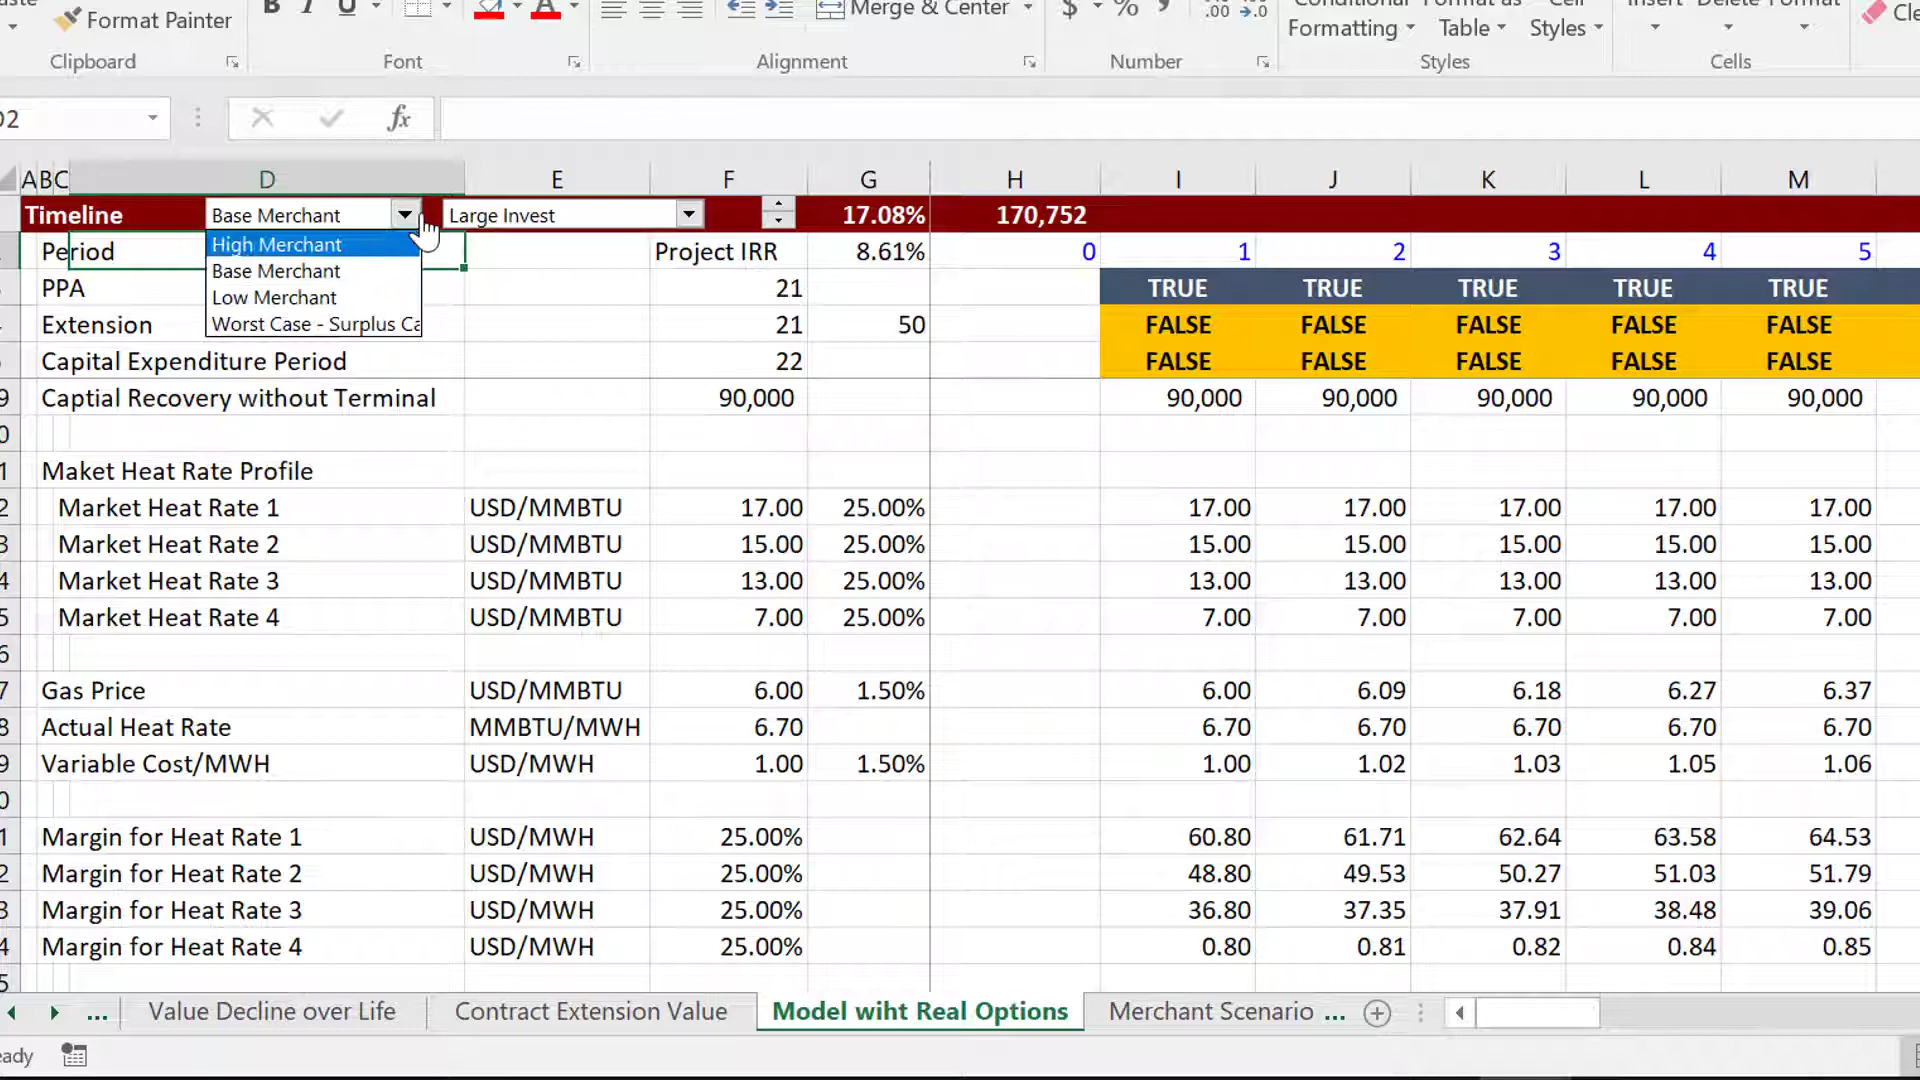 Format Painter
B I U
A
Merge & Center
$ % 9
.00 →.0
Formatting Table Styles
Clipboard Font Alignment Number Styles Cells
fx
A B C D E F G H I J K L M
Timeline Base Merchant Large Invest 17.08% 170,752
High Merchant
Base Merchant
Low Merchant
Worst Case - Surplus Ca
Period Project IRR 8.61% 0 1 2 3 4 5
PPA 21 TRUE TRUE TRUE TRUE TRUE
Extension 21 50 FALSE FALSE FALSE FALSE FALSE
Capital Expenditure Period 22 FALSE FALSE FALSE FALSE FALSE
Captial Recovery without Terminal 90,000 90,000 90,000 90,000 90,000 90,000
Maket Heat Rate Profile
Market Heat Rate 1 USD/MMBTU 17.00 25.00% 17.00 17.00 17.00 17.00 17.00
Market Heat Rate 2 USD/MMBTU 15.00 25.00% 15.00 15.00 15.00 15.00 15.00
Market Heat Rate 3 USD/MMBTU 13.00 25.00% 13.00 13.00 13.00 13.00 13.00
Market Heat Rate 4 USD/MMBTU 7.00 25.00% 7.00 7.00 7.00 7.00 7.00
Gas Price USD/MMBTU 6.00 1.50% 6.00 6.09 6.18 6.27 6.37
Actual Heat Rate MMBTU/MWH 6.70 6.70 6.70 6.70 6.70 6.70
Variable Cost/MWH USD/MWH 1.00 1.50% 1.00 1.02 1.03 1.05 1.06
Margin for Heat Rate 1 USD/MWH 25.00% 60.80 61.71 62.64 63.58 64.53
Margin for Heat Rate 2 USD/MWH 25.00% 48.80 49.53 50.27 51.03 51.79
Margin for Heat Rate 3 USD/MWH 25.00% 36.80 37.35 37.91 38.48 39.06
Margin for Heat Rate 4 USD/MWH 25.00% 0.80 0.81 0.82 0.84 0.85
... Value Decline over Life Contract Extension Value Model wiht Real Options Merchant Scenario ...
eady